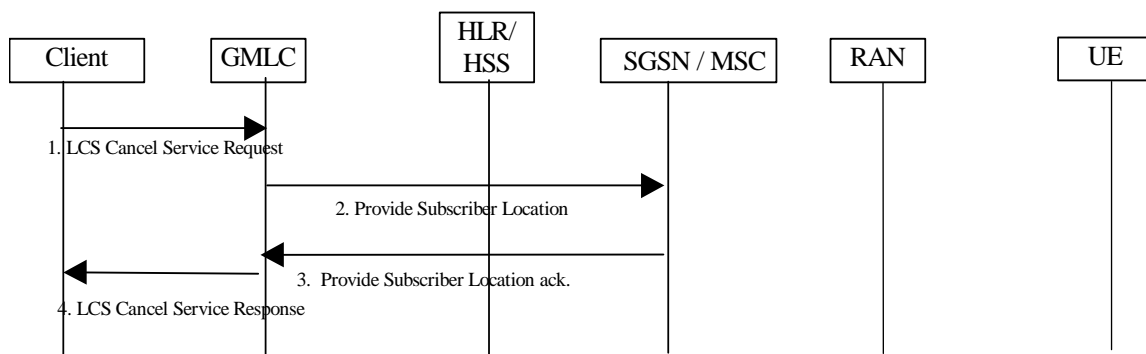 Client
GMLC
HLR/
HSS
SGSN / MSC
RAN
UE
1. LCS Cancel Service Request
2. Provide Subscriber Location
3. Provide Subscriber Location ack.
4. LCS Cancel Service Response